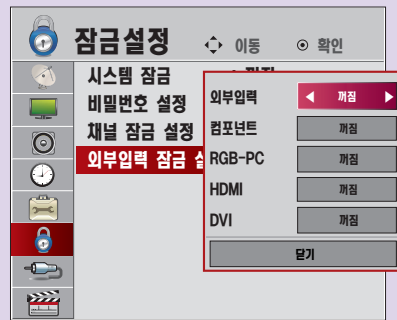 잠금설정 이동 확인
시스템 잠금
비밀번호 설정
채널 잠금 설정
외부입력 잠금
외부입력 꺼짐
컴포넌트 꺼짐
RGB-PC 꺼짐
HDMI 꺼짐
DVI 꺼짐
닫기